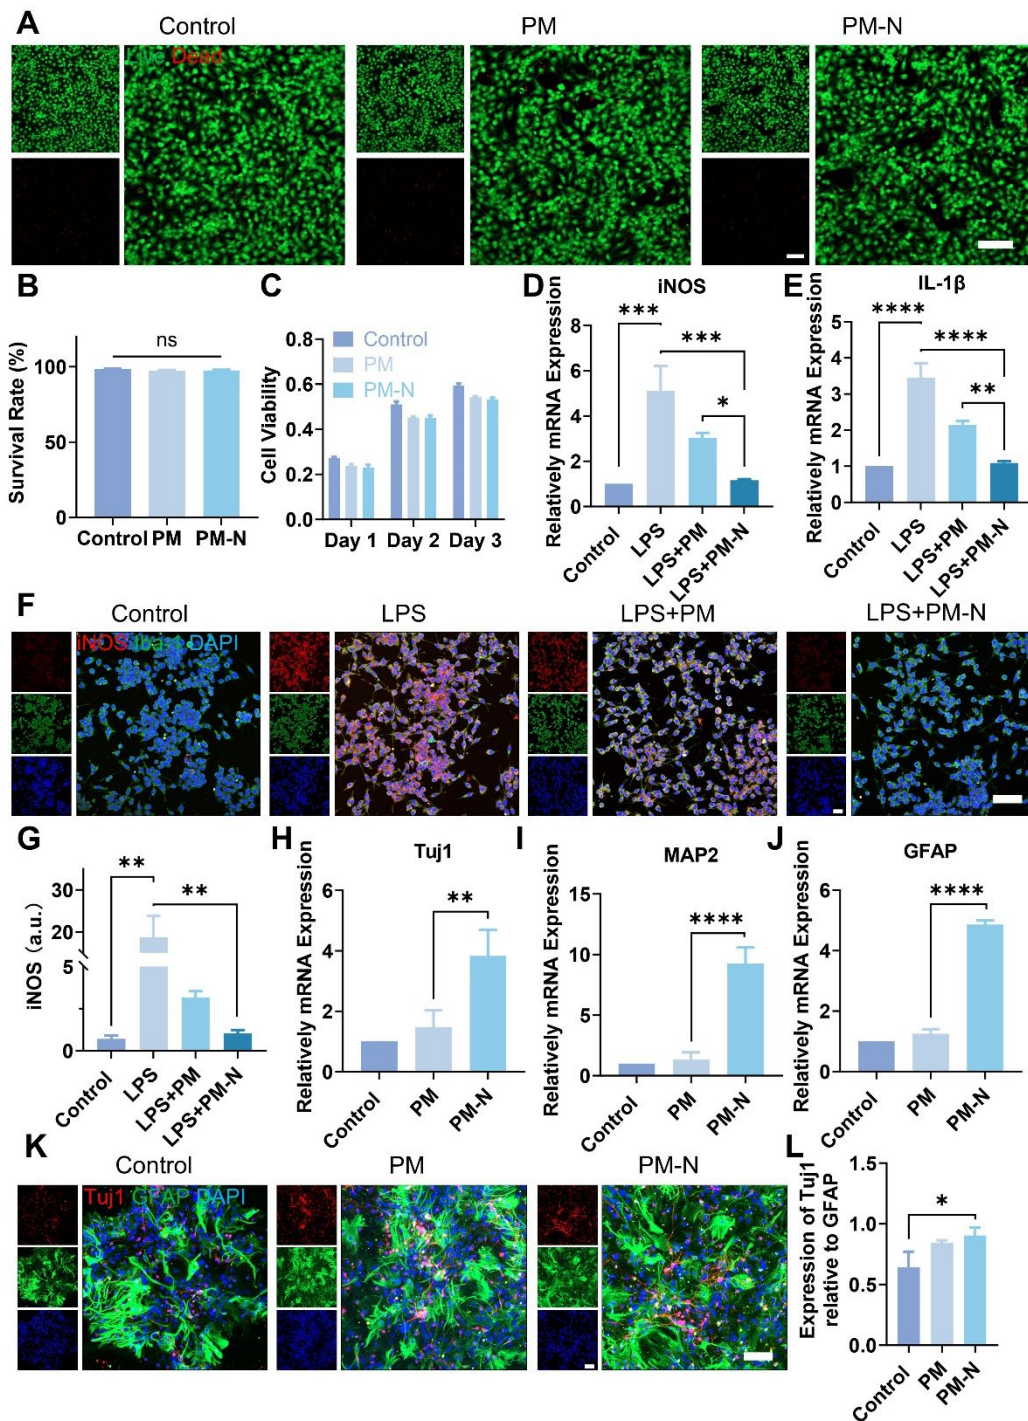 A
Control
PM
PM-N
Live Dead
B
Survival Rate (%)
100
50
0
ns
Control PM PM-N
C
Cell Viability
0.8
0.6
0.4
0.2
0.0
Control
PM
PM-N
Day 1 Day 2 Day 3
D
iNOS
Relatively mRNA Expression
8
6
4
2
0
***
***
*
Control
LPS
LPS+PM
LPS+PM-N
E
IL-1β
Relatively mRNA Expression
5
4
3
2
1
0
****
****
**
Control
LPS
LPS+PM
LPS+PM-N
F
Control
LPS
LPS+PM
LPS+PM-N
iNOS Iba-1 DAPI
G
iNOS (a.u.)
30
20
5
0
**
**
Control
LPS
LPS+PM
LPS+PM-N
H
Tuj1
Relatively mRNA Expression
6
4
2
0
**
Control
PM
PM-N
I
MAP2
Relatively mRNA Expression
15
10
5
0
****
Control
PM
PM-N
J
GFAP
Relatively mRNA Expression
6
4
2
0
****
Control
PM
PM-N
K
Control
PM
PM-N
Tuj1 GFAP DAPI
L
Expression of Tuj1
relative to GFAP
1.5
1.0
0.5
0.0
*
Control
PM
PM-N